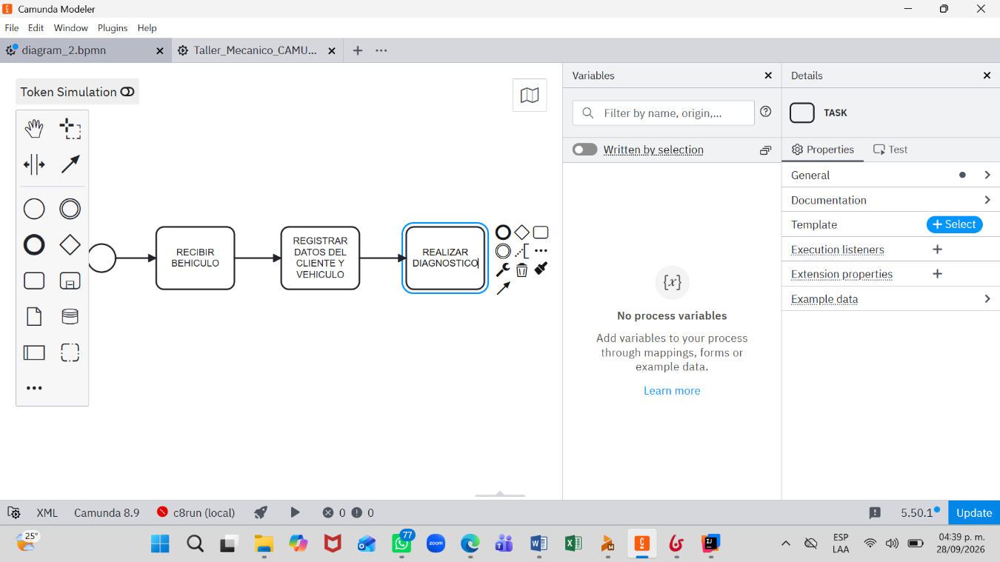 Camunda Modeler
File Edit Window Plugins Help
diagram_2.bpmn
Taller_Mecanico_CAMU...
Token Simulation
RECIBIR
BEHICULO
REGISTRAR
DATOS DEL
CLIENTE Y
VEHICULO
REALIZAR
DIAGNOSTICO
Variables
Filter by name, origin,...
Written by selection
{x}
No process variables
Add variables to your process
through mappings, forms or
example data.
Learn more
Details
TASK
Properties Test
General
Documentation
Template + Select
Execution listeners
Extension properties
Example data
XML Camunda 8.9 c8run (local) 0 0 5.50.1 Update
25°
77
zoom
ESP
LAA
04:39 p. m.
28/09/2026